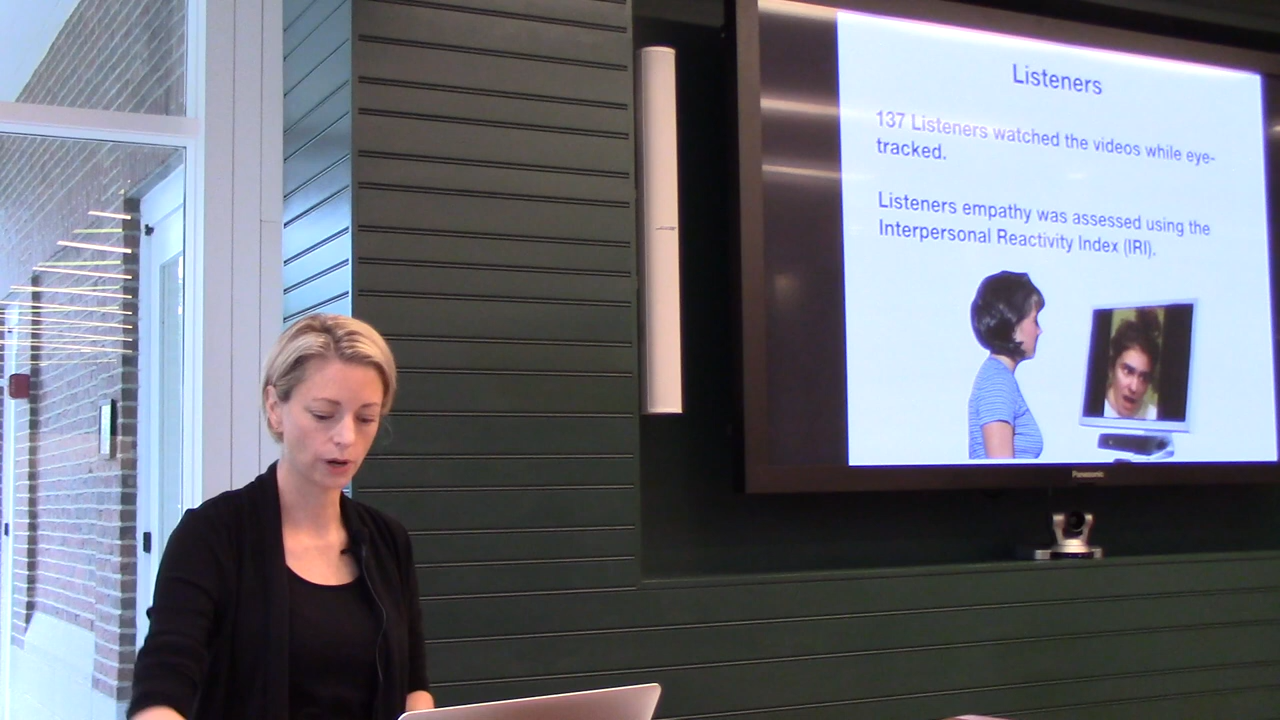 Listeners
137 Listeners watched the videos while eye-
tracked.
Listeners empathy was assessed using the
Interpersonal Reactivity Index (IRI).
Panasonic